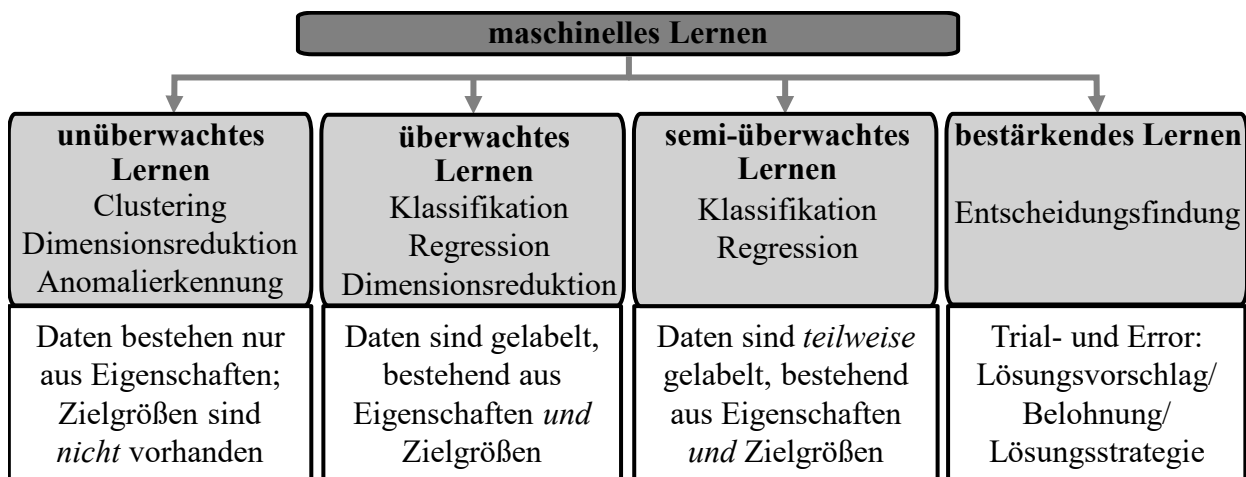 maschinelles Lernen
unüberwachtes
Lernen
Clustering
Dimensionsreduktion
Anomalierkennung
Daten bestehen nur
aus Eigenschaften;
Zielgrößen sind
nicht vorhanden
überwachtes
Lernen
Klassifikation
Regression
Dimensionsreduktion
Daten sind gelabelt,
bestehend aus
Eigenschaften und
Zielgrößen
semi-überwachtes
Lernen
Klassifikation
Regression
Daten sind teilweise
gelabelt, bestehend
aus Eigenschaften
und Zielgrößen
bestärkendes Lernen
Entscheidungsfindung
Trial- und Error:
Lösungsvorschlag/
Belohnung/
Lösungsstrategie